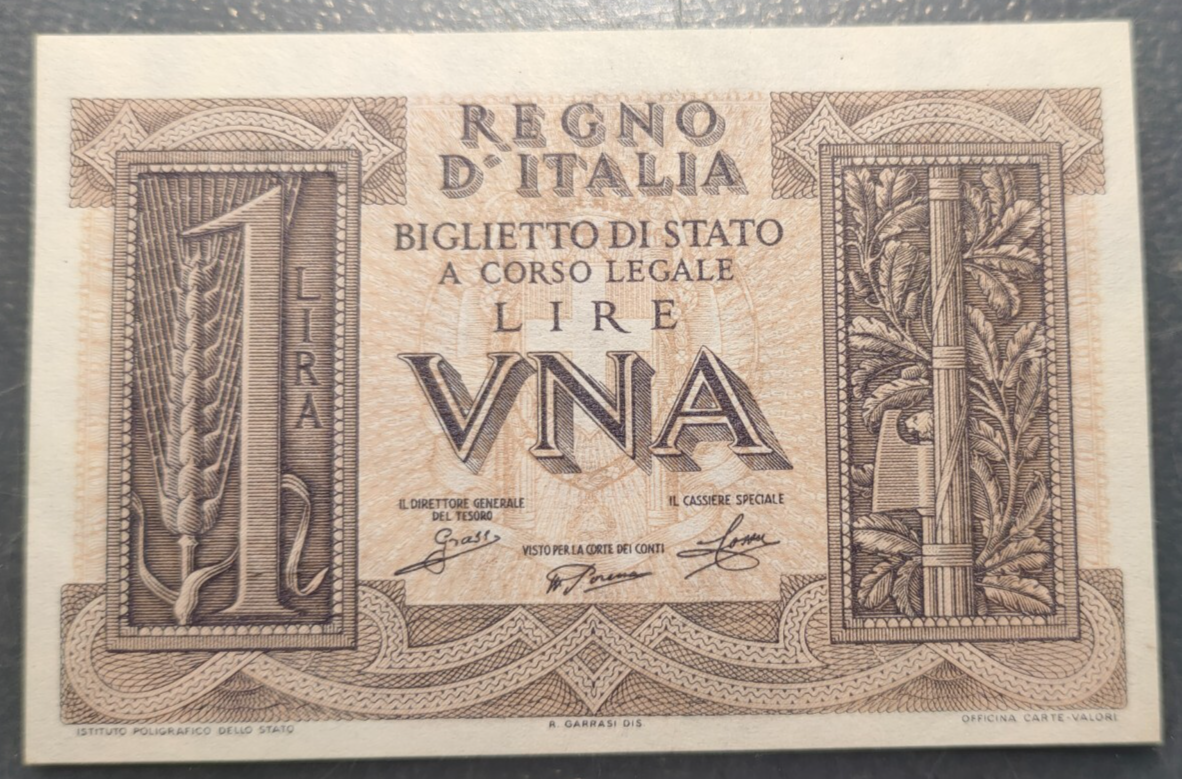 REGNO
D'ITALIA
BIGLIETTO DI STATO
A CORSO LEGALE
LIRE
VNA
1
LIRA
IL DIRETTORE GENERALE
DEL TESORO
Grassi
IL CASSIERE SPECIALE
VISTO PER LA CORTE DEI CONTI
ISTITUTO POLIGRAFICO DELLO STATO
R. GARRASI DIS.
OFFICINA CARTE-VALORI